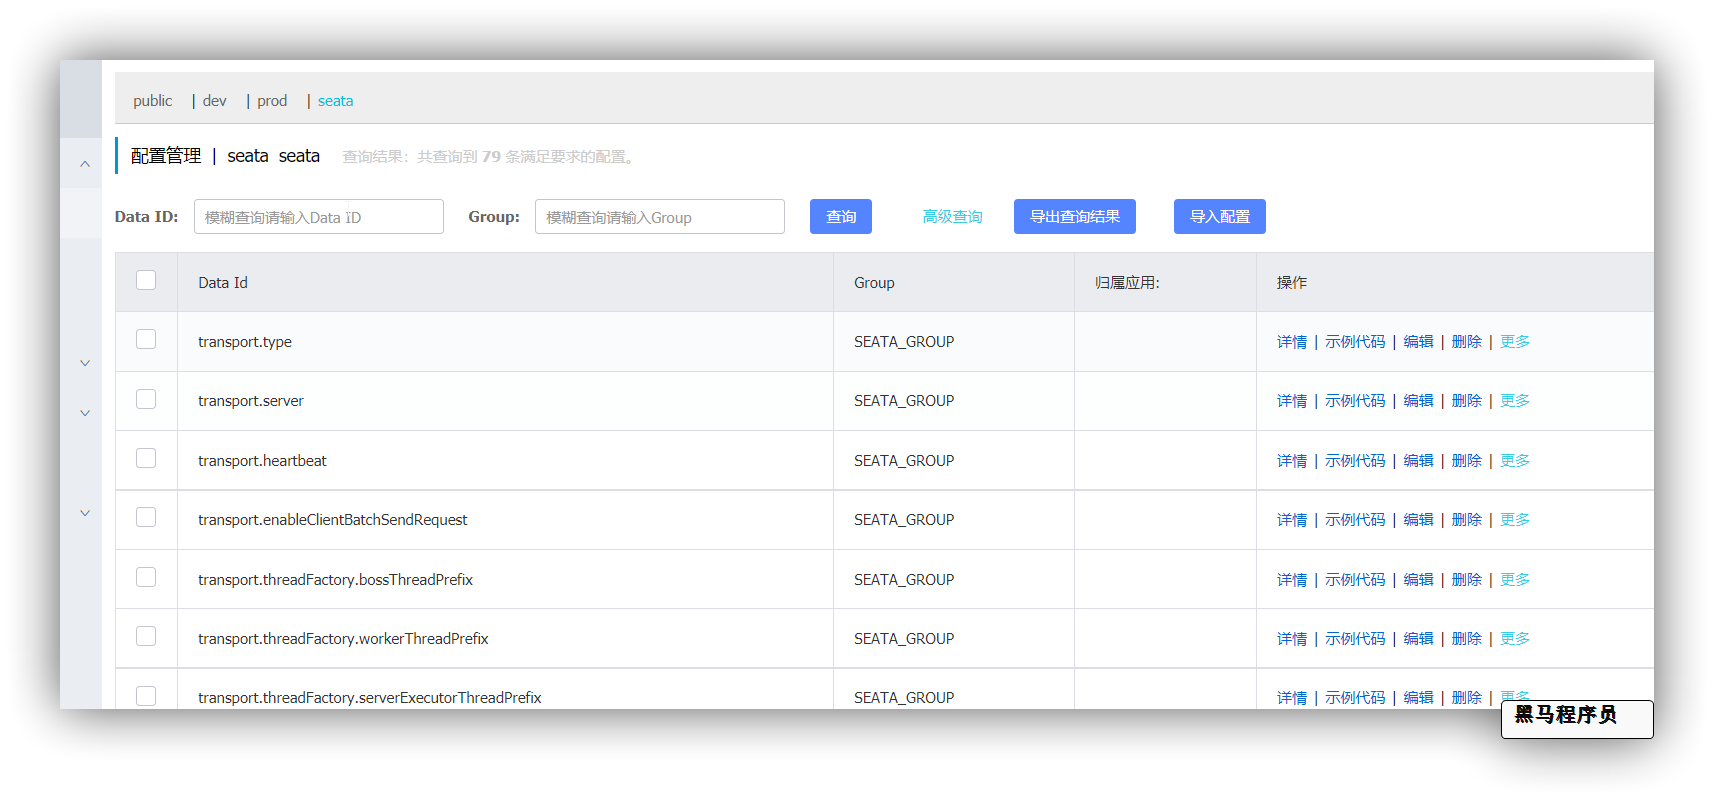 public | dev | prod | seata
配置管理 | seata seata 查询结果：共查询到 79 条满足要求的配置。
Data ID: 模糊查询请输入Data ID Group: 模糊查询请输入Group 查询 高级查询 导出查询结果 导入配置
Data Id Group 归属应用: 操作
transport.type SEATA_GROUP 详情 | 示例代码 | 编辑 | 删除 | 更多
transport.server SEATA_GROUP 详情 | 示例代码 | 编辑 | 删除 | 更多
transport.heartbeat SEATA_GROUP 详情 | 示例代码 | 编辑 | 删除 | 更多
transport.enableClientBatchSendRequest SEATA_GROUP 详情 | 示例代码 | 编辑 | 删除 | 更多
transport.threadFactory.bossThreadPrefix SEATA_GROUP 详情 | 示例代码 | 编辑 | 删除 | 更多
transport.threadFactory.workerThreadPrefix SEATA_GROUP 详情 | 示例代码 | 编辑 | 删除 | 更多
transport.threadFactory.serverExecutorThreadPrefix SEATA_GROUP 详情 | 示例代码 | 编辑 | 删除 | 更多
黑马程序员